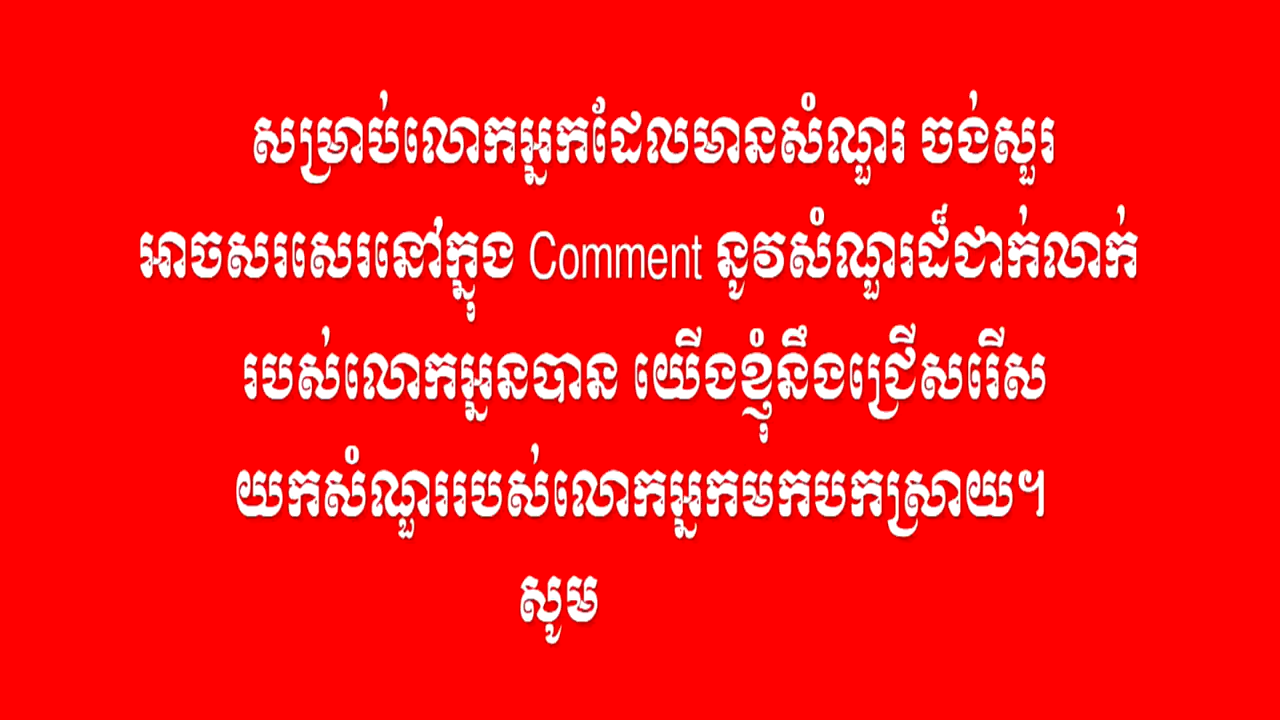 សម្រាប់លោកអ្នកដែលមានសំណួរ ចង់សួរ
អាចសរសេរនៅក្នុង Comment នូវសំណួរដ៏ជាក់លាក់
របស់លោកអ្ននបាន យើងខ្ញុំនឹងជ្រើសរើស
យកសំណួររបស់លោកអ្នកមកបកស្រាយ។
សូម